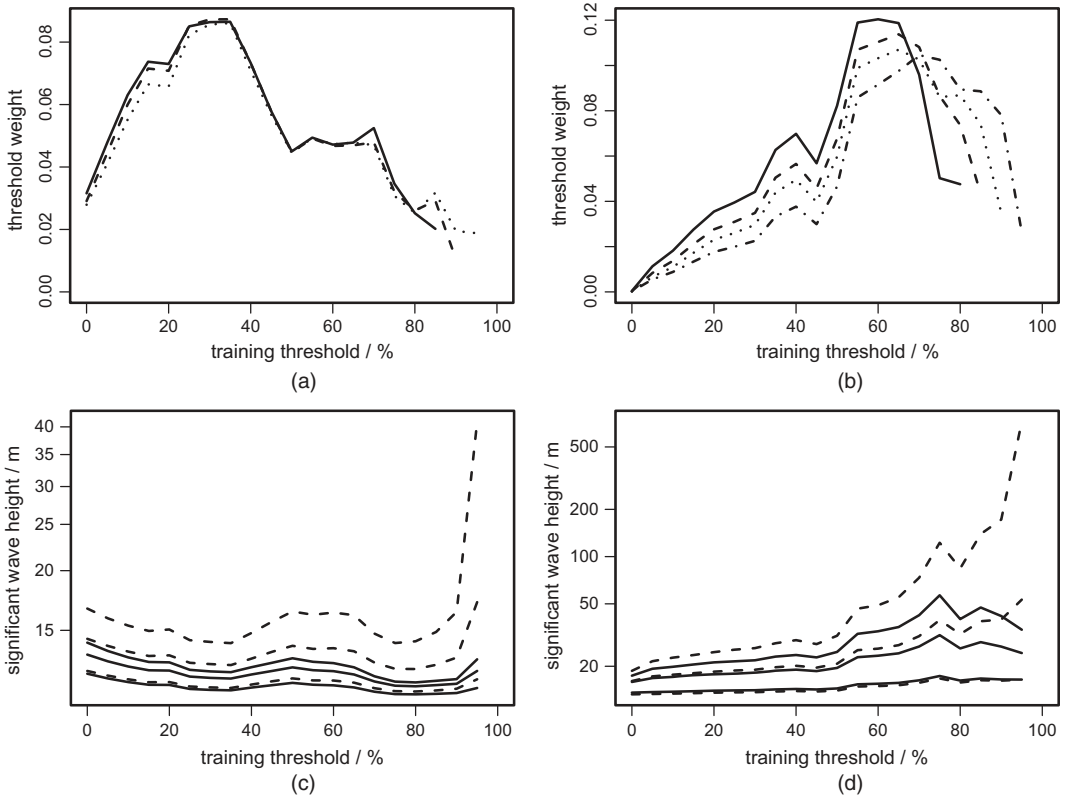 threshold weight
0.00 0.02 0.04 0.06 0.08
0 20 40 60 80 100
training threshold / %
(a)
threshold weight
0.00 0.04 0.08 0.12
0 20 40 60 80 100
training threshold / %
(b)
significant wave height / m
15 20 25 30 35 40
0 20 40 60 80 100
training threshold / %
(c)
significant wave height / m
20 50 100 200 500
0 20 40 60 80 100
training threshold / %
(d)